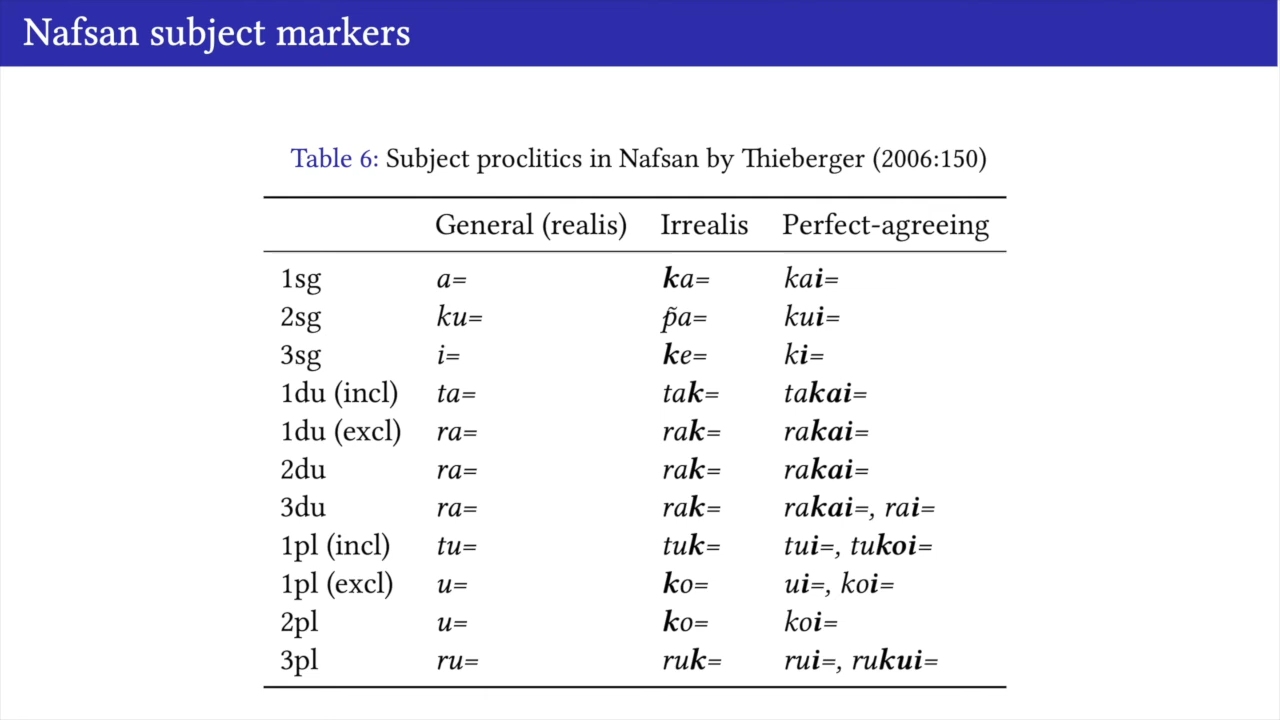 Nafsan subject markers
Table 6: Subject proclitics in Nafsan by Thieberger (2006:150)
General (realis) Irrealis Perfect-agreeing
1sg a= ka= kai=
2sg ku= p̃a= kui=
3sg i= ke= ki=
1du (incl) ta= tak= takai=
1du (excl) ra= rak= rakai=
2du ra= rak= rakai=
3du ra= rak= rakai=, rai=
1pl (incl) tu= tuk= tui=, tukoi=
1pl (excl) u= ko= ui=, koi=
2pl u= ko= koi=
3pl ru= ruk= rui=, rukui=